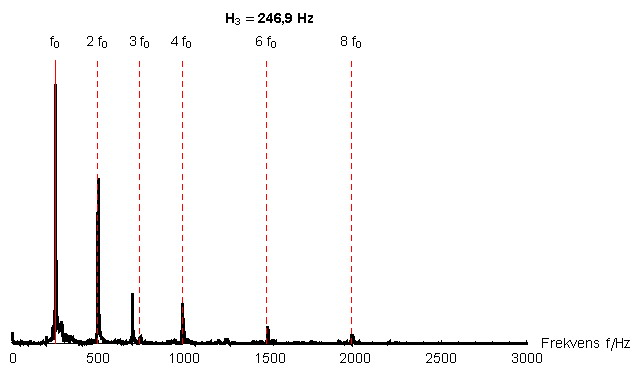 H₃ = 246,9 Hz
f₀ 2 f₀ 3 f₀ 4 f₀ 6 f₀ 8 f₀
0 500 1000 1500 2000 2500 3000 Frekvens f/Hz